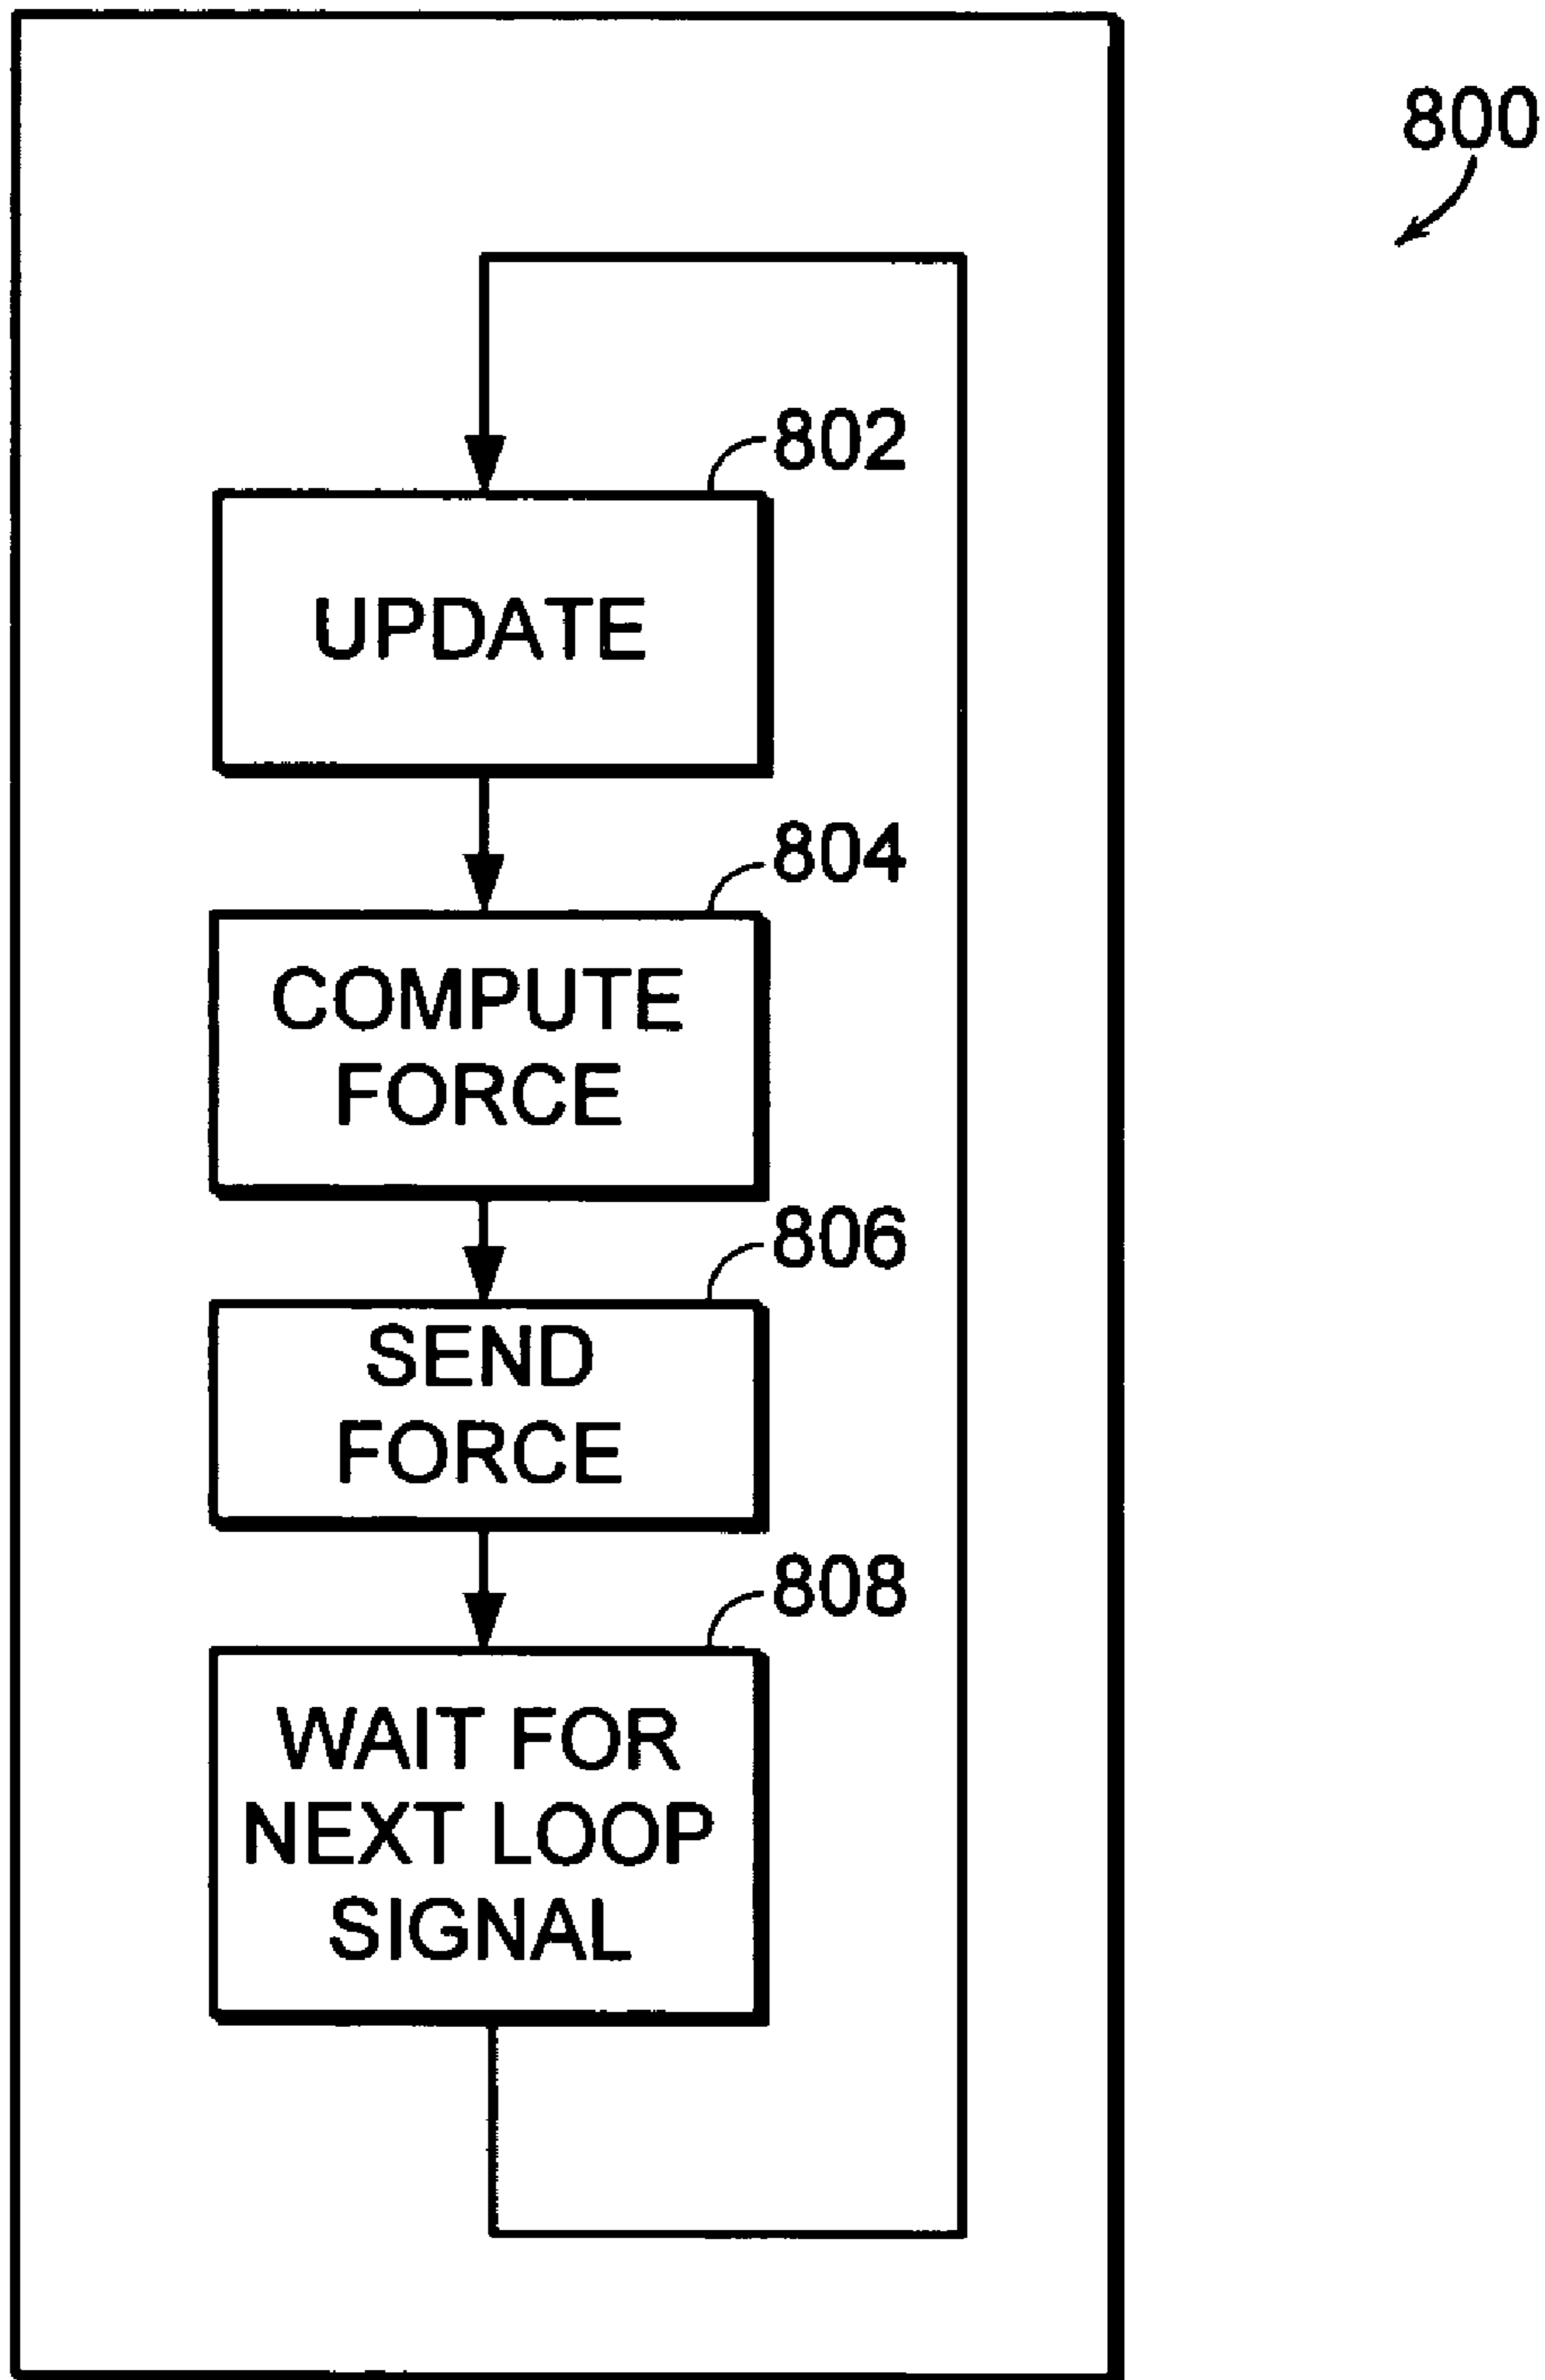 800
802
UPDATE
804
COMPUTE
FORCE
806
SEND
FORCE
808
WAIT FOR
NEXT LOOP
SIGNAL